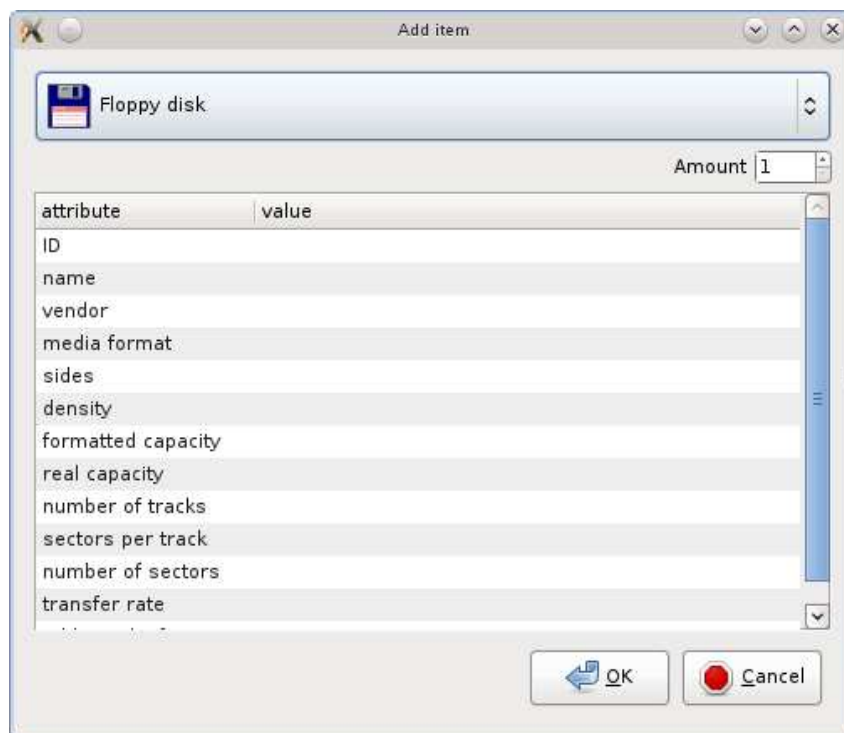 Add item
Floppy disk
Amount 1
attribute value
ID
name
vendor
media format
sides
density
formatted capacity
real capacity
number of tracks
sectors per track
number of sectors
transfer rate
OK
Cancel